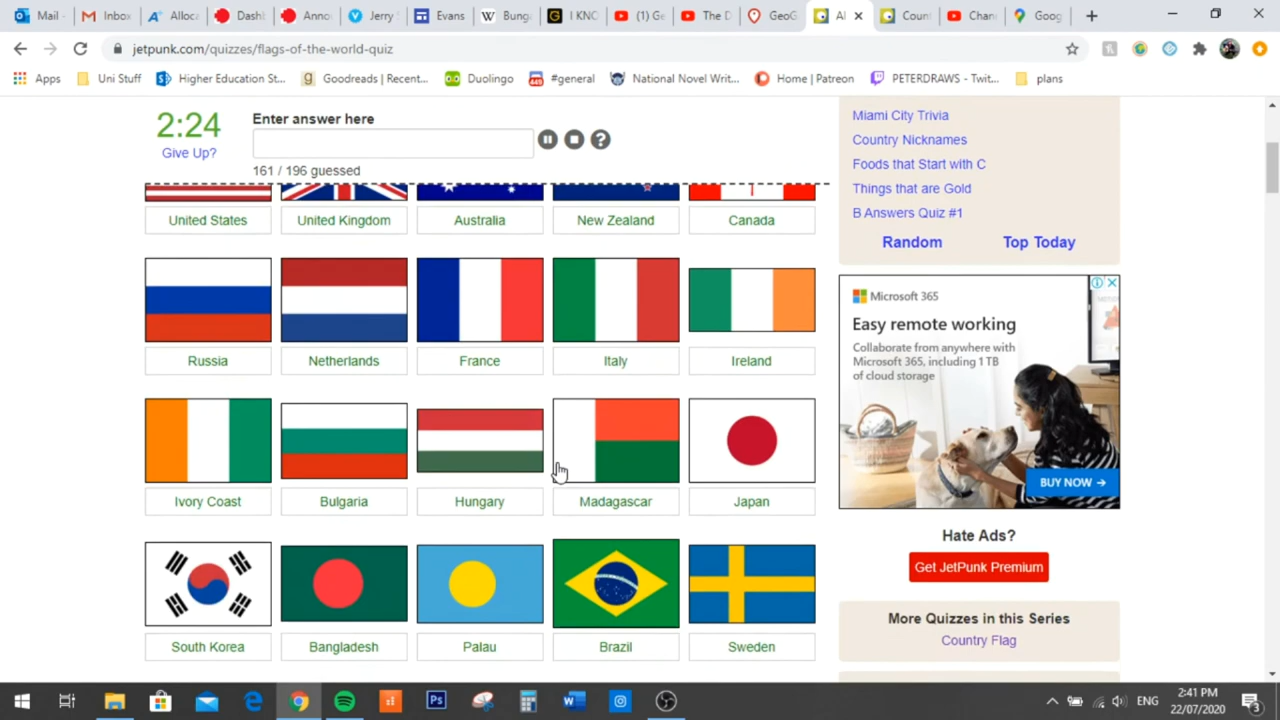 Mail -
Inbox
Alloca
Dashb
Annou
Jerry
Evans
Bung
I KNO
(1) Ge
The D
GeoG
Al
Coun
Chan
Goog
jetpunk.com/quizzes/flags-of-the-world-quiz
Apps
Uni Stuff
Higher Education St...
Goodreads | Recent...
Duolingo
449
#general
National Novel Writ...
Home | Patreon
PETERDRAWS - Twit...
plans
2:24
Give Up?
Enter answer here
161 / 196 guessed
United States
United Kingdom
Australia
New Zealand
Canada
Russia
Netherlands
France
Italy
Ireland
Ivory Coast
Bulgaria
Hungary
Madagascar
Japan
South Korea
Bangladesh
Palau
Brazil
Sweden
Miami City Trivia
Country Nicknames
Foods that Start with C
Things that are Gold
B Answers Quiz #1
Random
Top Today
Microsoft 365
Easy remote working
Collaborate from anywhere with
Microsoft 365, including 1 TB
of cloud storage
BUY NOW →
Hate Ads?
Get JetPunk Premium
More Quizzes in this Series
Country Flag
ENG
2:41 PM
22/07/2020
3